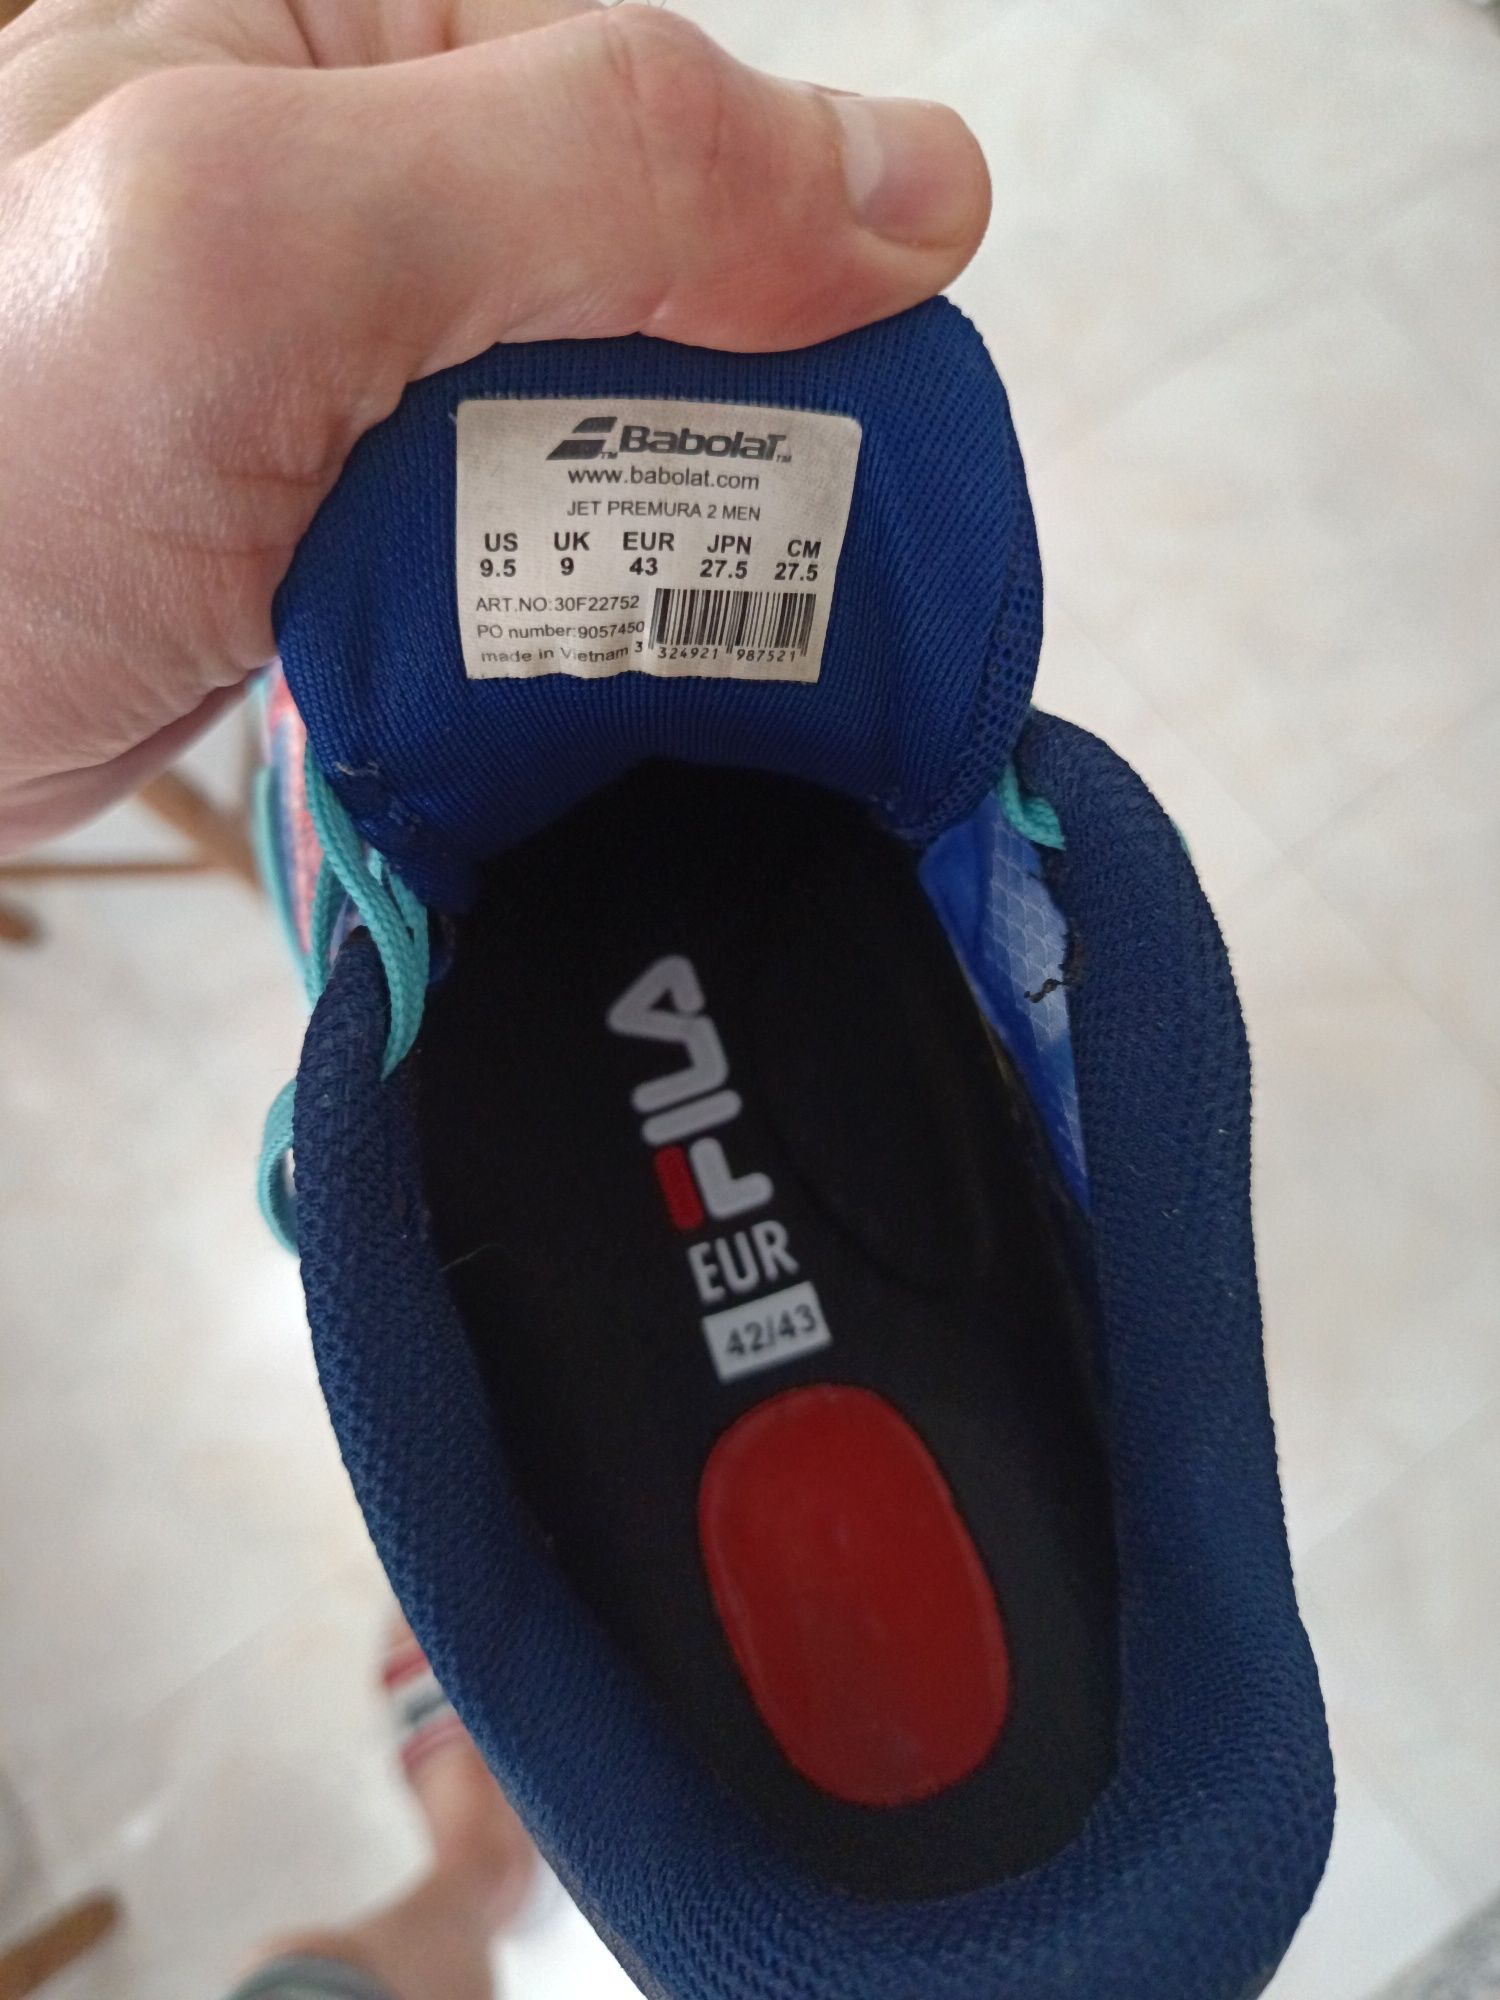 Babolat™
www.babolat.com
JET PREMURA 2 MEN
US UK EUR JPN CM
9.5 9 43 27.5 27.5
ART.NO:30F22752
PO number:9057450
made in Vietnam
3 324921 987521
FILA
EUR
42/43